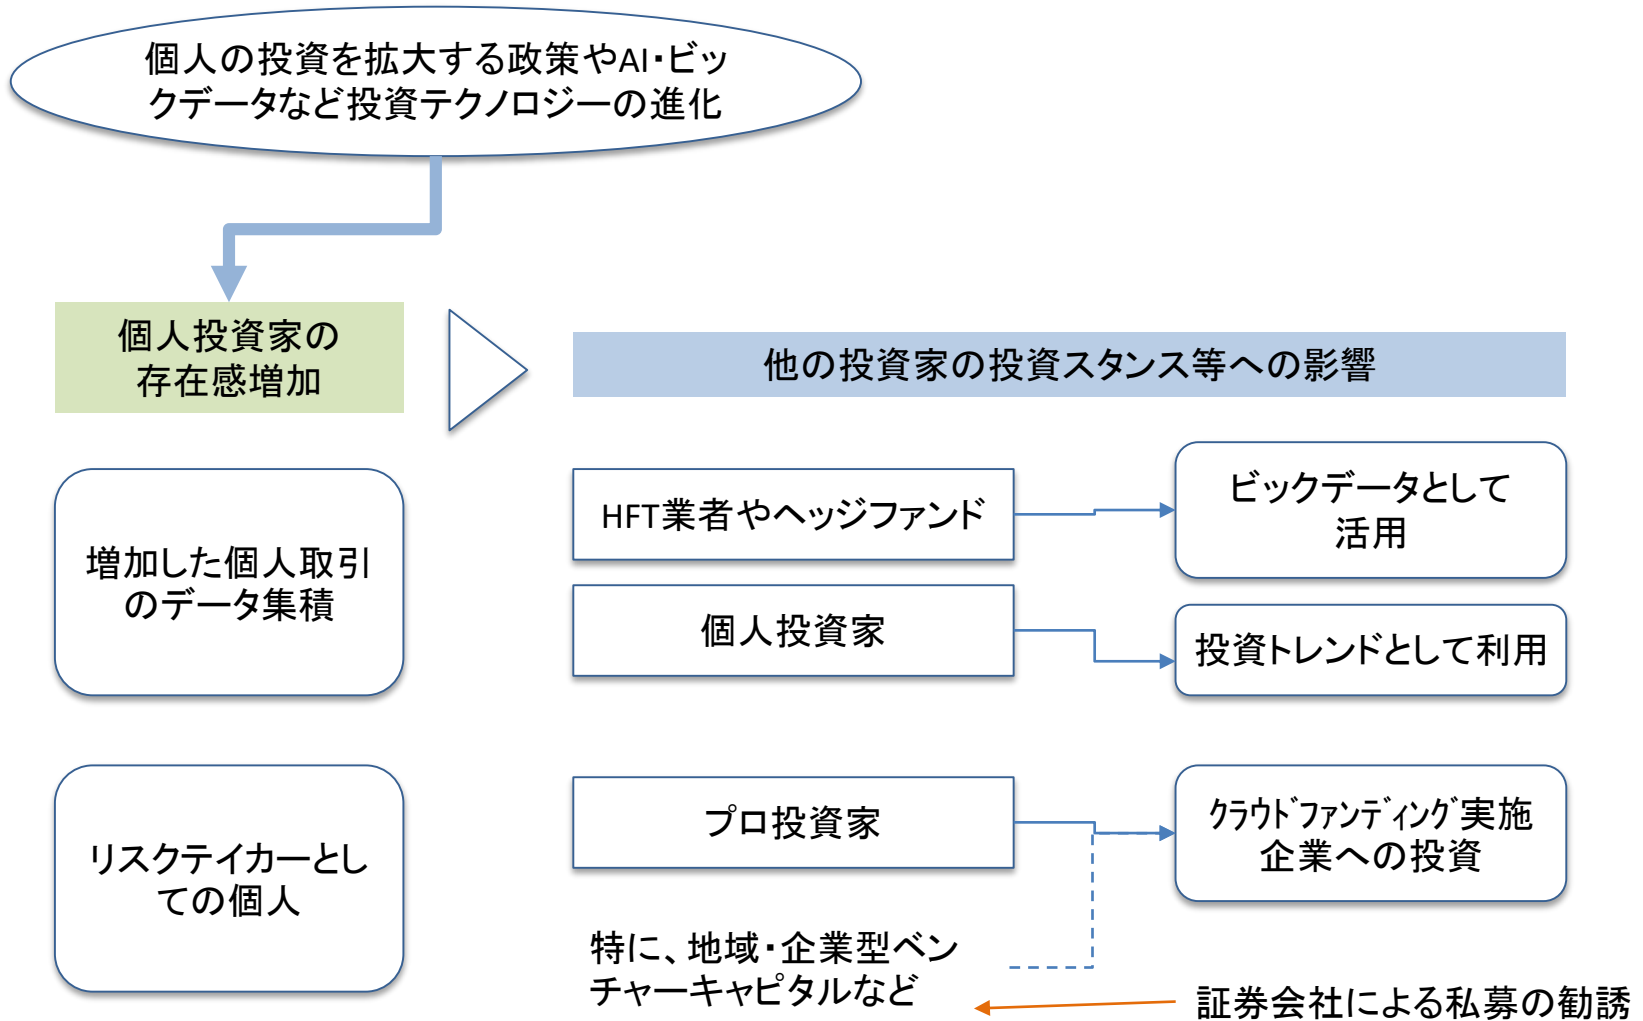 個人の投資を拡大する政策やAI・ビッ
クデータなど投資テクノロジーの進化
個人投資家の
存在感増加
他の投資家の投資スタンス等への影響
増加した個人取引
のデータ集積
HFT業者やヘッジファンド
ビックデータとして
活用
個人投資家
投資トレンドとして利用
リスクテイカーとし
ての個人
プロ投資家
ｸﾗｳﾄﾞﾌｧﾝﾃﾞｨﾝｸﾞ実施
企業への投資
特に、地域・企業型ベン
チャーキャピタルなど
証券会社による私募の勧誘